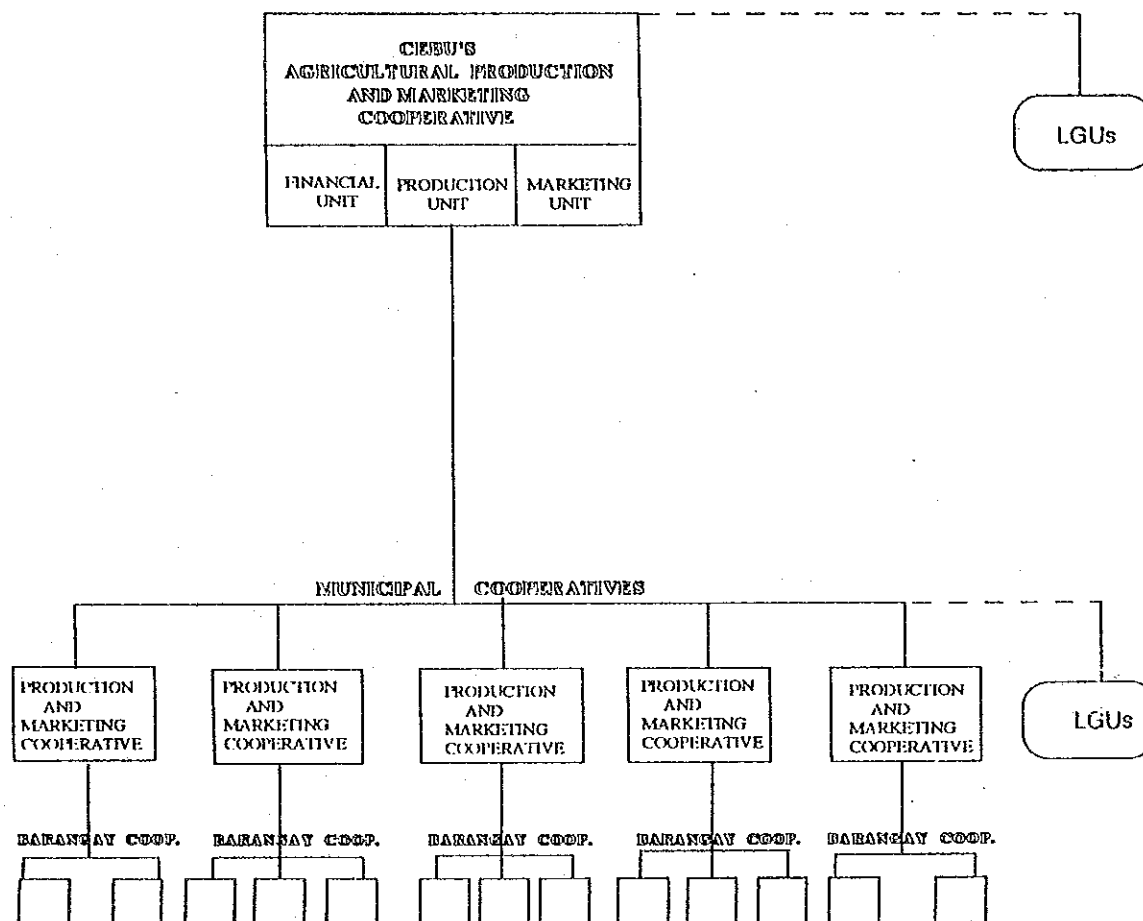 CEBU'S
AGRICULTURAL PRODUCTION
AND MARKETING
COOPERATIVE
FINANCIAL
UNIT
PRODUCTION
UNIT
MARKETING
UNIT
LGUs
MUNICIPAL COOPERATIVES
PRODUCTION
AND
MARKETING
COOPERATIVE
PRODUCTION
AND
MARKETING
COOPERATIVE
PRODUCTION
AND
MARKETING
COOPERATIVE
PRODUCTION
AND
MARKETING
COOPERATIVE
PRODUCTION
AND
MARKETING
COOPERATIVE
LGUs
BARANGAY COOP.
BARANGAY COOP.
BARANGAY COOP.
BARANGAY COOP.
BARANGAY COOP.